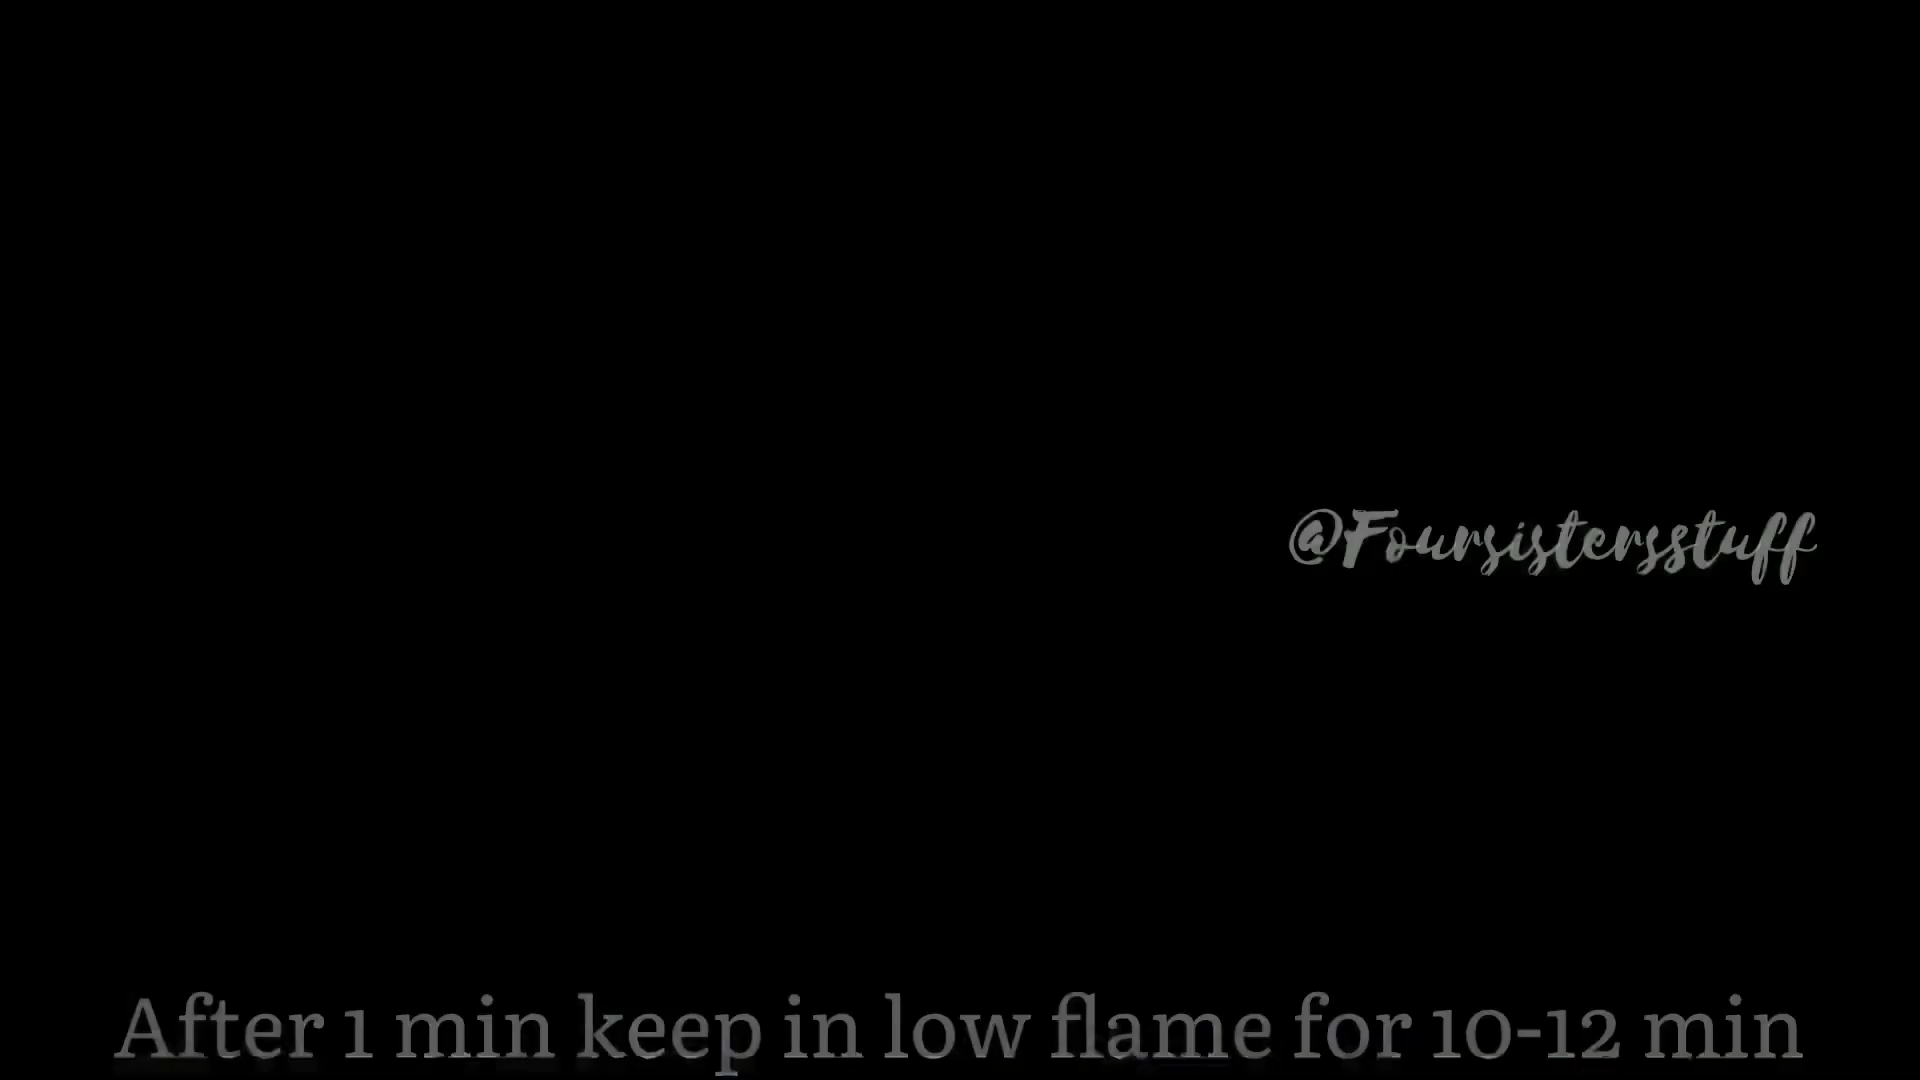 @Foursistersstuff
After 1 min keep in low flame for 10-12 min